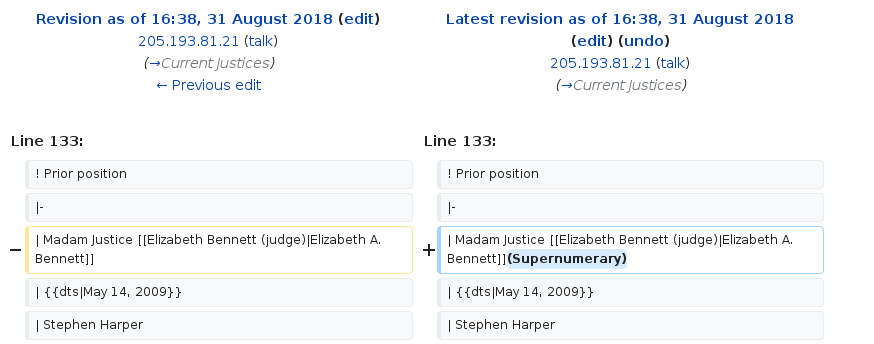 Revision as of 16:38, 31 August 2018 (edit)
205.193.81.21 (talk)
(→Current Justices)
← Previous edit
Latest revision as of 16:38, 31 August 2018
(edit) (undo)
205.193.81.21 (talk)
(→Current Justices)
Line 133:
Line 133:
! Prior position
! Prior position
|-
|-
− | Madam Justice [[Elizabeth Bennett (judge)|Elizabeth A.
Bennett]]
+ | Madam Justice [[Elizabeth Bennett (judge)|Elizabeth A.
Bennett]](Supernumerary)
| {{dts|May 14, 2009}}
| {{dts|May 14, 2009}}
| Stephen Harper
| Stephen Harper